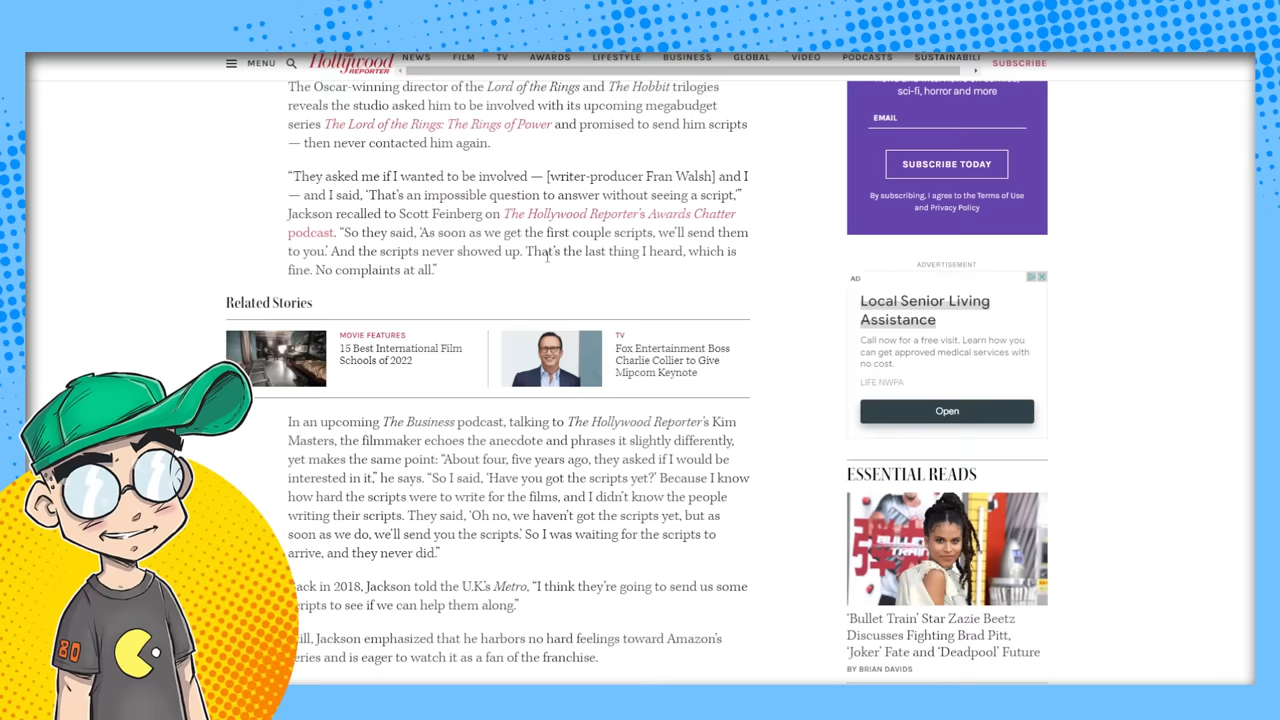 MENU
The Hollywood REPORTER
NEWS FILM TV AWARDS LIFESTYLE BUSINESS GLOBAL VIDEO PODCASTS SUSTAINABI
SUBSCRIBE
The Oscar-winning director of the Lord of the Rings and The Hobbit trilogies
reveals the studio asked him to be involved with its upcoming megabudget
series The Lord of the Rings: The Rings of Power and promised to send him scripts
— then never contacted him again.
“They asked me if I wanted to be involved — [writer-producer Fran Walsh] and I
— and I said, ‘That’s an impossible question to answer without seeing a script,’”
Jackson recalled to Scott Feinberg on The Hollywood Reporter’s Awards Chatter
podcast. “So they said, ‘As soon as we get the first couple scripts, we’ll send them
to you.’ And the scripts never showed up. That’s the last thing I heard, which is
fine. No complaints at all.”
Related Stories
MOVIE FEATURES
15 Best International Film
Schools of 2022
TV
Fox Entertainment Boss
Charlie Collier to Give
Mipcom Keynote
In an upcoming The Business podcast, talking to The Hollywood Reporter’s Kim
Masters, the filmmaker echoes the anecdote and phrases it slightly differently,
yet makes the same point: “About four, five years ago, they asked if I would be
interested in it,” he says. “So I said, ‘Have you got the scripts yet?’ Because I know
how hard the scripts were to write for the films, and I didn’t know the people
writing their scripts. They said, ‘Oh no, we haven’t got the scripts yet, but as
soon as we do, we’ll send you the scripts.’ So I was waiting for the scripts to
arrive, and they never did.”
ack in 2018, Jackson told the U.K.’s Metro, “I think they’re going to send us some
cripts to see if we can help them along.”
ill, Jackson emphasized that he harbors no hard feelings toward Amazon’s
eries and is eager to watch it as a fan of the franchise.
sci-fi, horror and more
EMAIL
SUBSCRIBE TODAY
By subscribing, I agree to the Terms of Use
and Privacy Policy
ADVERTISEMENT
AD
Local Senior Living
Assistance
Call now for a free visit. Learn how you
can get approved medical services with
no cost.
LIFE NWPA
Open
ESSENTIAL READS
‘Bullet Train’ Star Zazie Beetz
Discusses Fighting Brad Pitt,
‘Joker’ Fate and ‘Deadpool’ Future
BY BRIAN DAVIDS
80